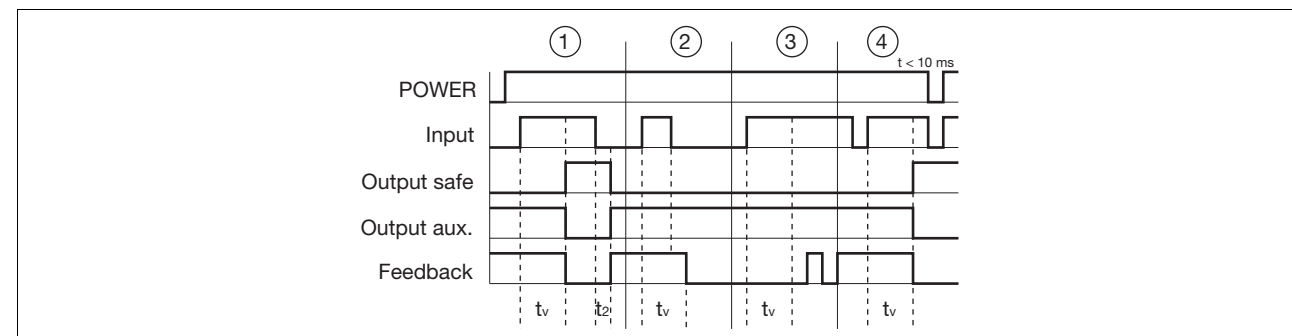 ① ② ③ ④
t < 10 ms
POWER
Input
Output safe
Output aux.
Feedback
tv t2 tv tv tv